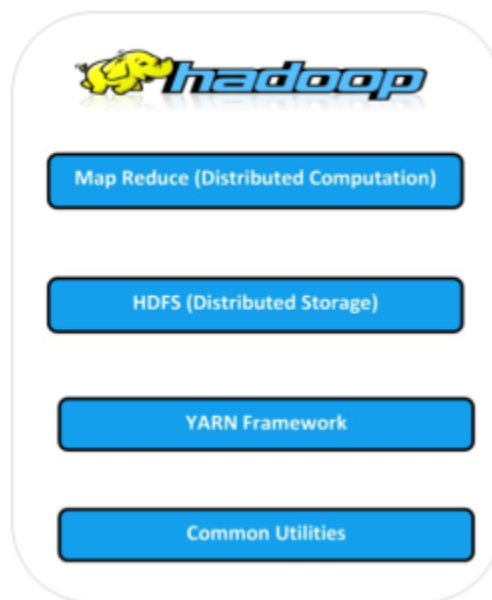 hadoop
Map Reduce (Distributed Computation)
HDFS (Distributed Storage)
YARN Framework
Common Utilities